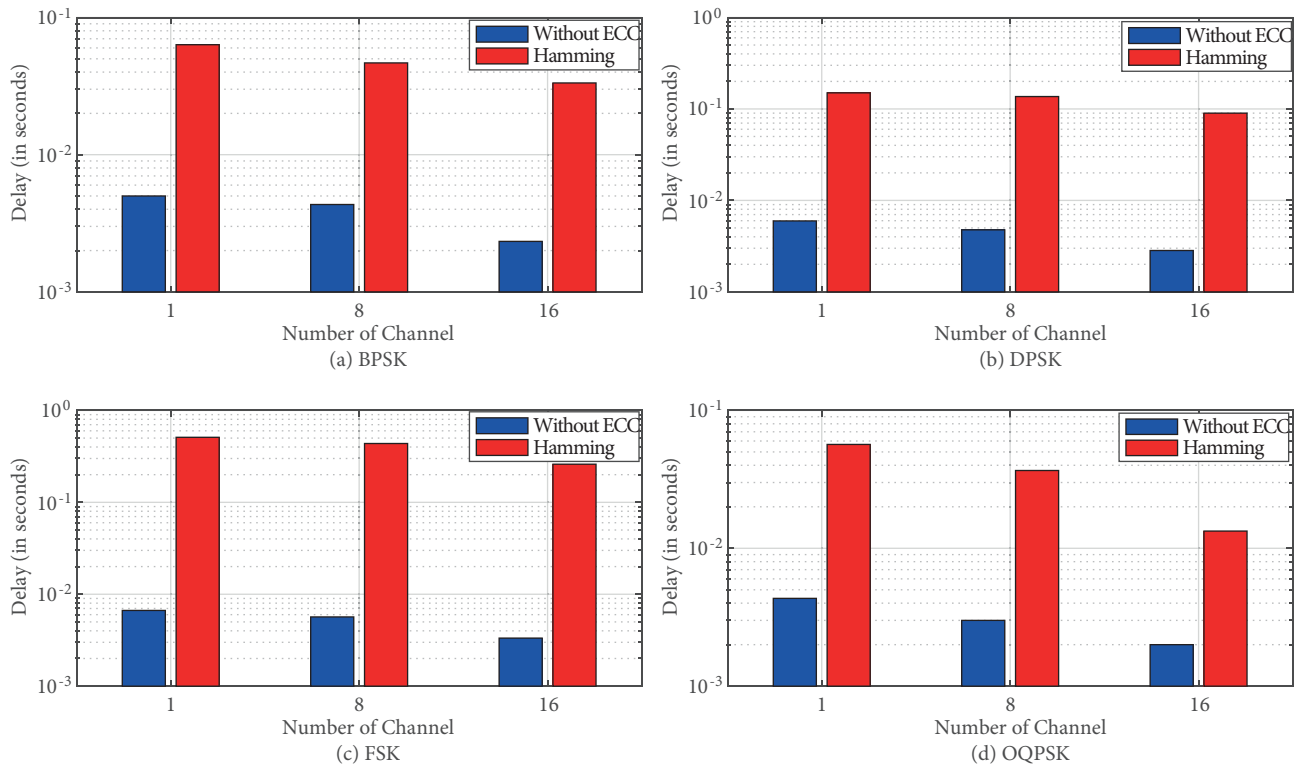 10^-1
10^-2
10^-3
Delay (in seconds)
Without ECC
Hamming
1 8 16
Number of Channel
(a) BPSK
10^0
10^-1
10^-2
10^-3
Delay (in seconds)
Without ECC
Hamming
1 8 16
Number of Channel
(b) DPSK
10^0
10^-1
10^-2
10^-3
Delay (in seconds)
Without ECC
Hamming
1 8 16
Number of Channel
(c) FSK
10^-1
10^-2
10^-3
Delay (in seconds)
Without ECC
Hamming
1 8 16
Number of Channel
(d) OQPSK